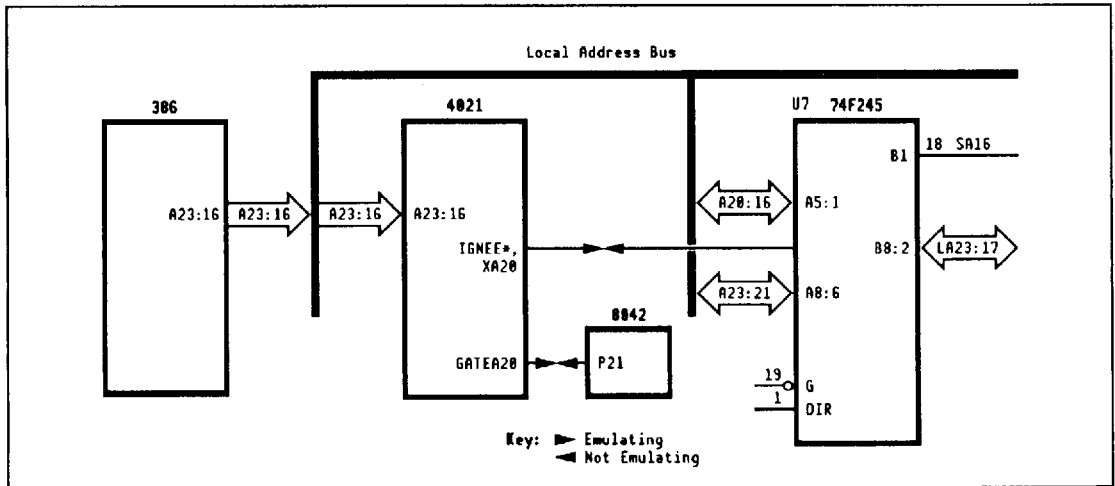 Local Address Bus
386
4021
U7 74F245
B1
18 SA16
A23:16
A23:16
A23:16
A23:16
A20:16
A5:1
IGNEE*,
XA20
B8:2
LA23:17
A23:21
A8:6
8042
GATEA20
P21
19
G
1
DIR
Key: Emulating
Not Emulating